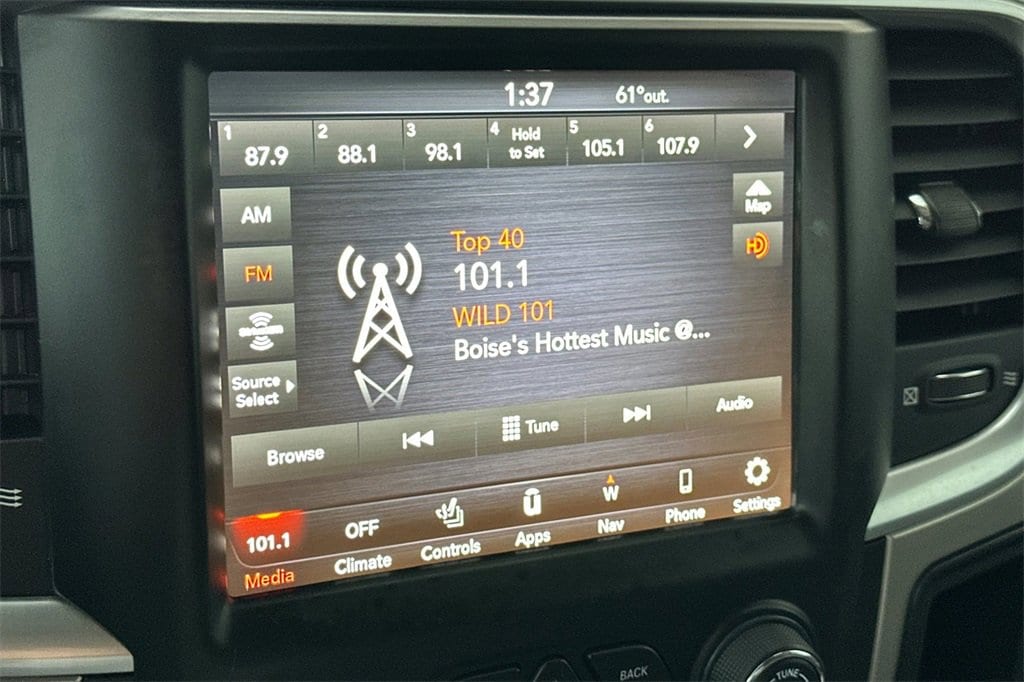 1:37 61°out.
1 87.9 2 88.1 3 98.1 4 Hold to Set 5 105.1 6 107.9
AM
Map
Top 40
FM
HD
101.1
WILD 101
Boise's Hottest Music @...
Source
Select
Browse Tune Audio
101.1 OFF W
Media Climate Controls Apps Nav Phone Settings
BACK
TUNE